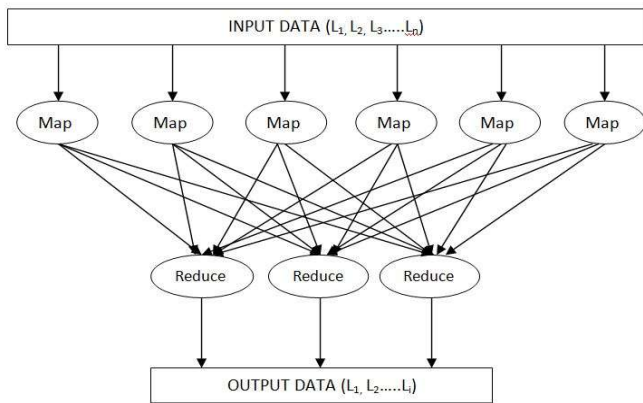 INPUT DATA (L1, L2, L3.....Ln)
Map Map Map Map Map Map
Reduce Reduce Reduce
OUTPUT DATA (L1, L2.....Li)